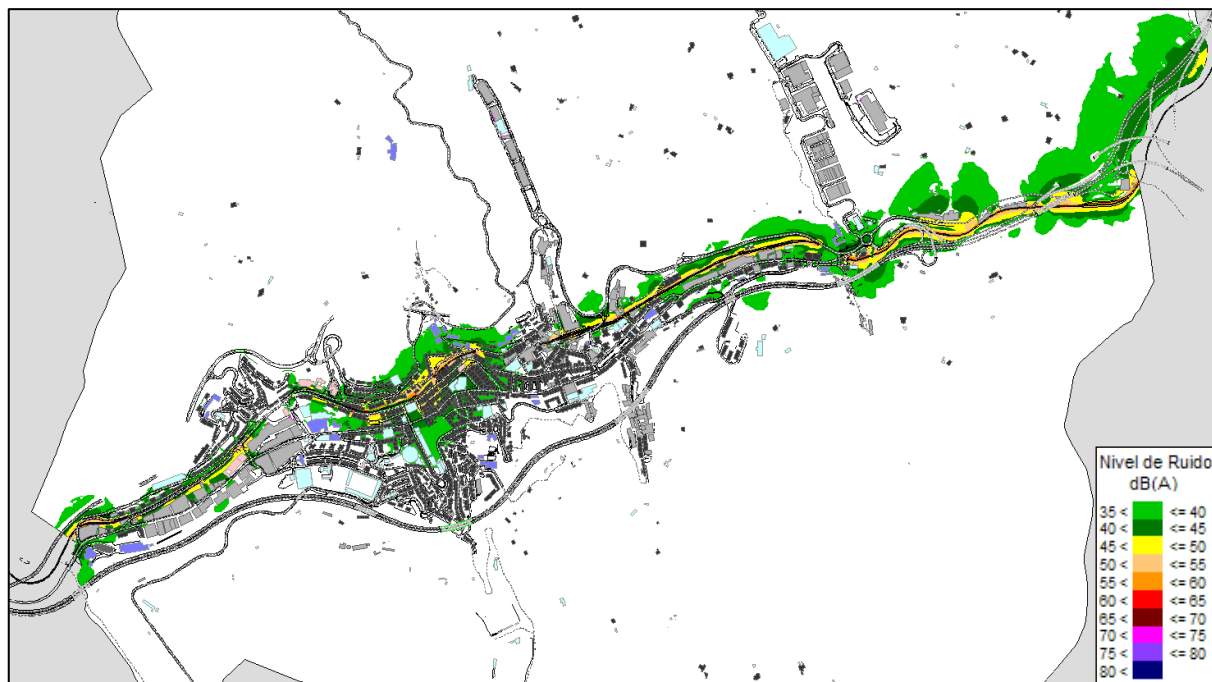 Nivel de Ruido
dB(A)
35 < <= 40
40 < <= 45
45 < <= 50
50 < <= 55
55 < <= 60
60 < <= 65
65 < <= 70
70 < <= 75
75 < <= 80
80 <